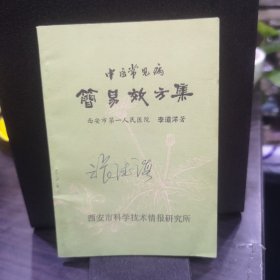 中医常见病
简易效方集
西安市第一人民医院 李道洋著
西安市科学技术情报研究所